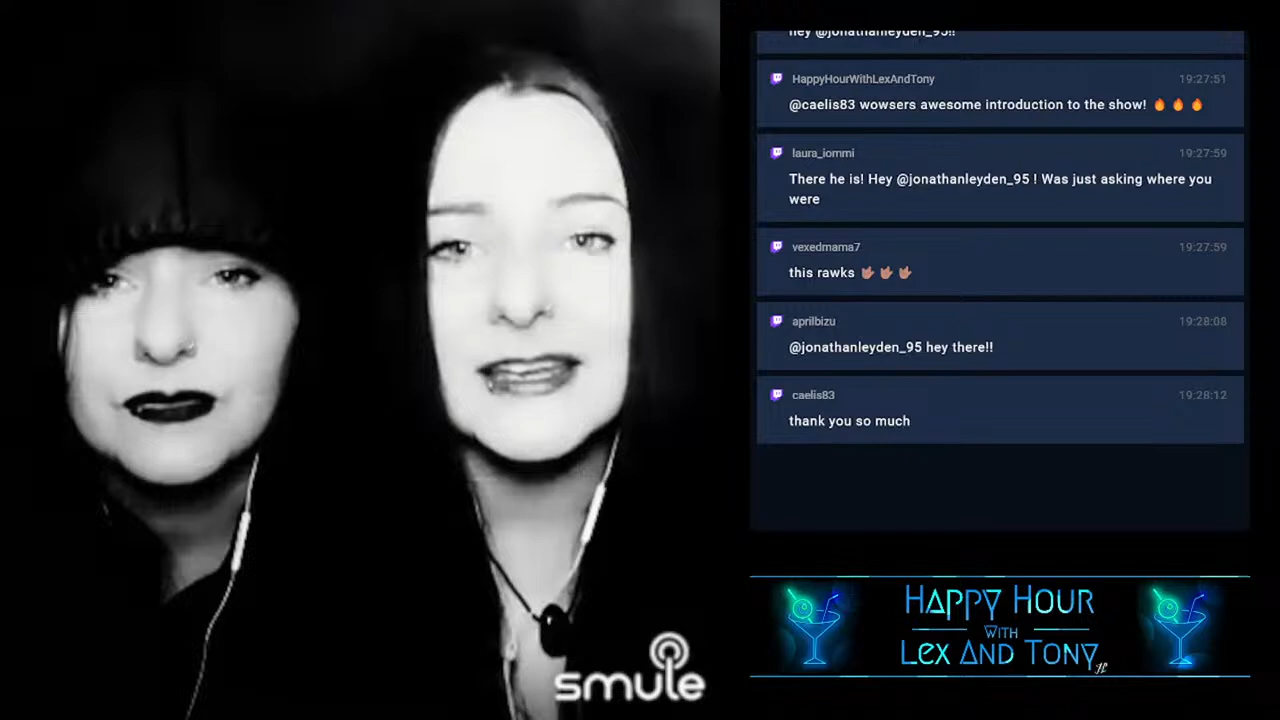 hey @jonathanleyden_95!!
HappyHourWithLexAndTony 19:27:51
@caelis83 wowsers awesome introduction to the show! 🔥 🔥 🔥
laura_iommi 19:27:59
There he is! Hey @jonathanleyden_95 ! Was just asking where you
were
vexedmama7 19:27:59
this rawks 🤟🏽 🤟🏽 🤟🏽
aprilbizu 19:28:08
@jonathanleyden_95 hey there!!
caelis83 19:28:12
thank you so much
HAPPY HOUR
WITH
LEX AND TONY
smule